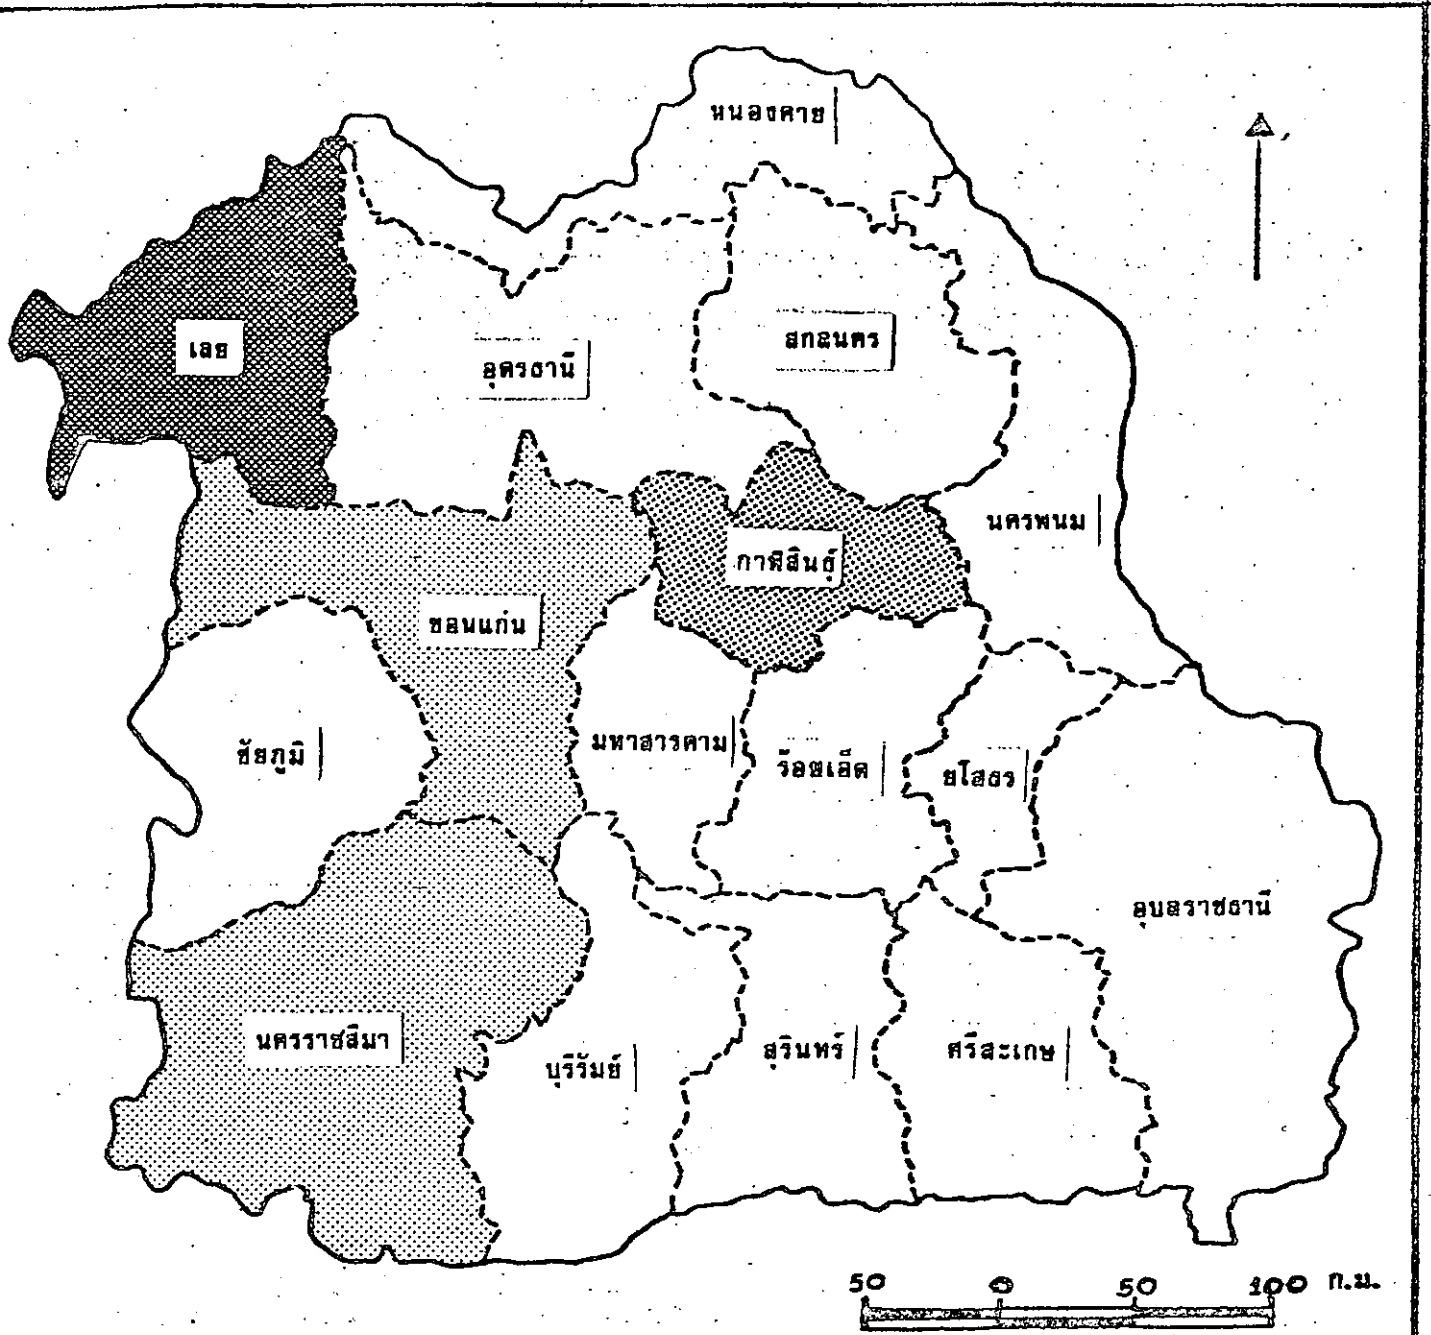 หนองคาย
เลย
อุดรธานี
สกลนคร
นครพนม
กาฬสินธุ์
ขอนแก่น
ชัยภูมิ
มหาสารคาม
ร้อยเอ็ด
ยโสธร
อุบลราชธานี
นครราชสีมา
บุรีรัมย์
สุรินทร์
ศรีสะเกษ
50 0 50 100 ก.ม.